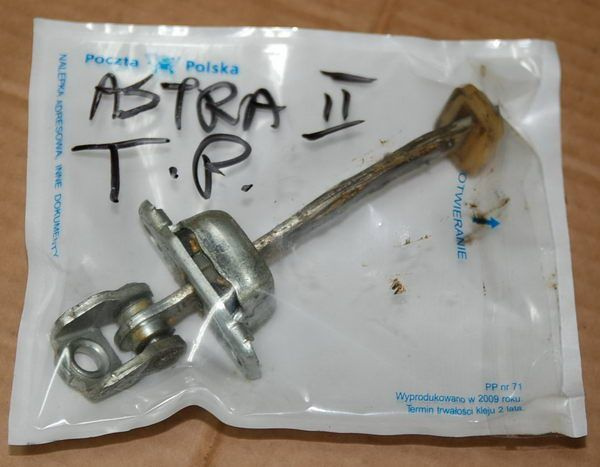 Poczta Polska
ASTRA II
T.P.
NALEPKA ADRESOWA, INNE DOKUMENTY
OTWIERANIE
PP nr 71
Wyprodukowano w 2009 roku
Termin trwałości kleju 2 lata